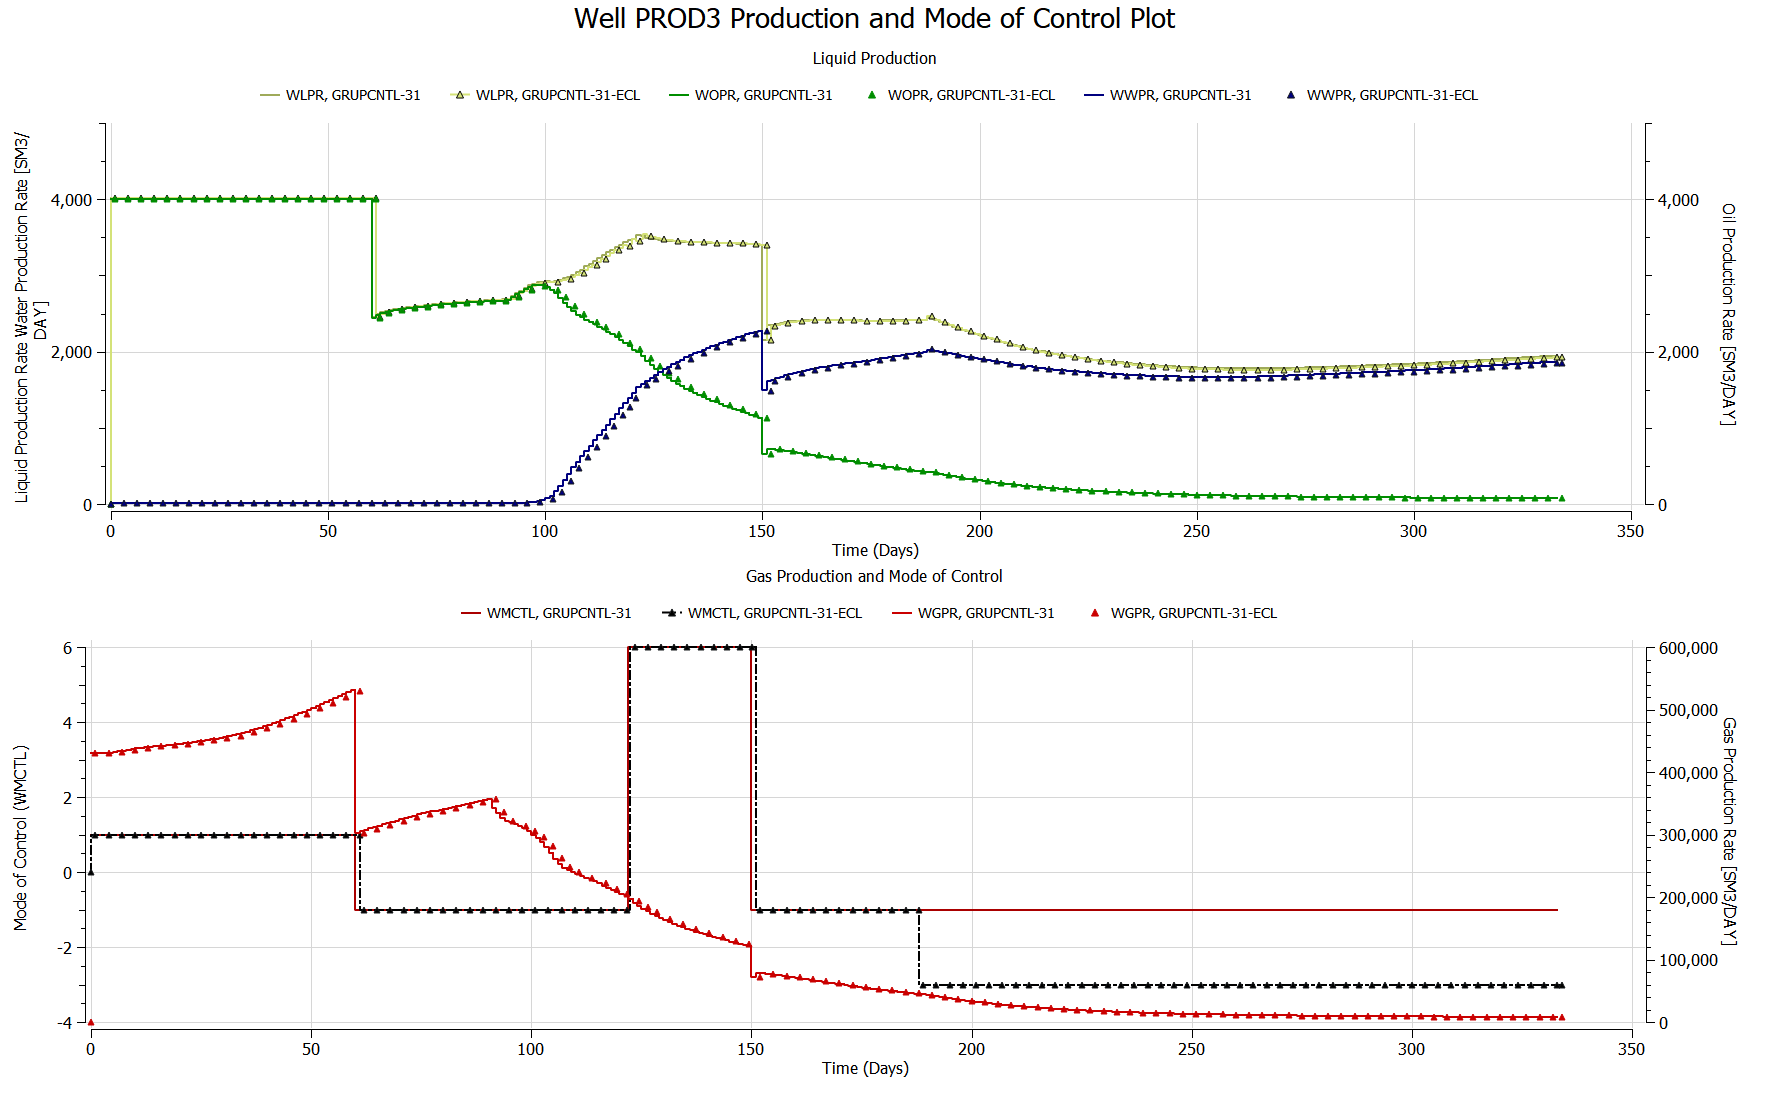 Well PROD3 Production and Mode of Control Plot
Liquid Production
WLPR, GRUPCNTL-31
WLPR, GRUPCNTL-31-ECL
WOPR, GRUPCNTL-31
WOPR, GRUPCNTL-31-ECL
WWPR, GRUPCNTL-31
WWPR, GRUPCNTL-31-ECL
Liquid Production Rate Water Production Rate [SM3/
DAY]
4,000
2,000
0
4,000
2,000
0
Oil Production Rate [SM3/DAY]
0
50
100
150
200
250
300
350
Time (Days)
Gas Production and Mode of Control
WMCTL, GRUPCNTL-31
WMCTL, GRUPCNTL-31-ECL
WGPR, GRUPCNTL-31
WGPR, GRUPCNTL-31-ECL
Mode of Control (WMCTL)
6
4
2
0
-2
-4
600,000
500,000
400,000
300,000
200,000
100,000
0
Gas Production Rate [SM3/DAY]
0
50
100
150
200
250
300
350
Time (Days)